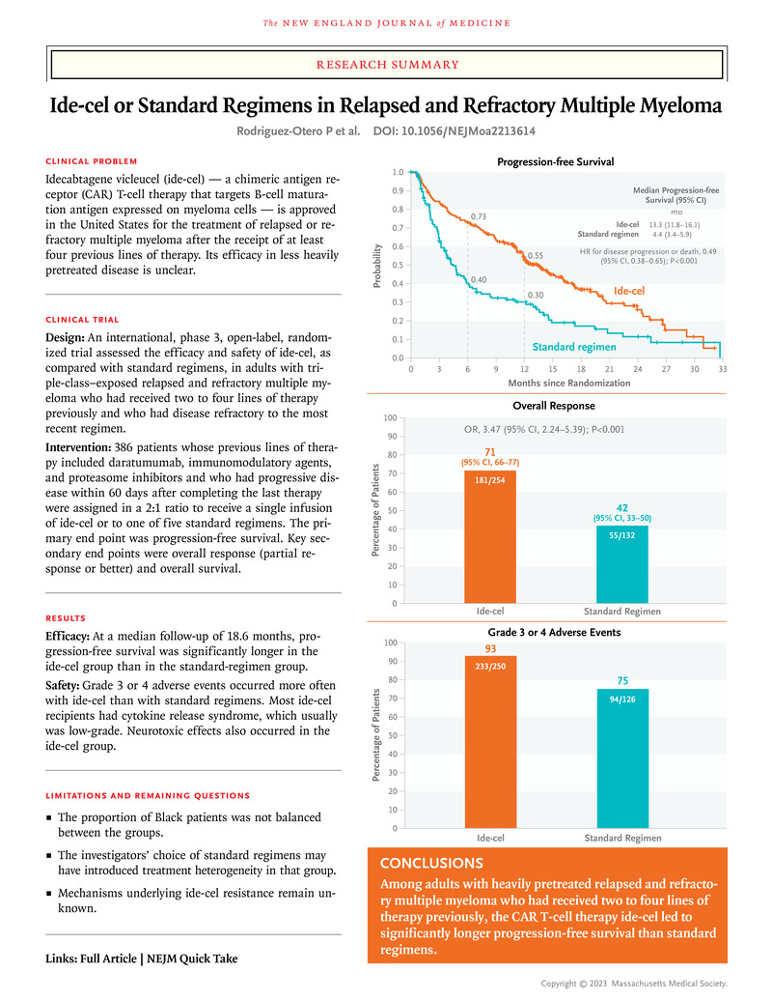 The NEW ENGLAND JOURNAL of MEDICINE
RESEARCH SUMMARY
Ide-cel or Standard Regimens in Relapsed and Refractory Multiple Myeloma
Rodriguez-Otero P et al. DOI: 10.1056/NEJMoa2213614
CLINICAL PROBLEM
Idecabtagene vicleucel (ide-cel) — a chimeric antigen re-
ceptor (CAR) T-cell therapy that targets B-cell matura-
tion antigen expressed on myeloma cells — is approved
in the United States for the treatment of relapsed or re-
fractory multiple myeloma after the receipt of at least
four previous lines of therapy. Its efficacy in less heavily
pretreated disease is unclear.
CLINICAL TRIAL
Design: An international, phase 3, open-label, random-
ized trial assessed the efficacy and safety of ide-cel, as
compared with standard regimens, in adults with tri-
ple-class–exposed relapsed and refractory multiple my-
eloma who had received two to four lines of therapy
previously and who had disease refractory to the most
recent regimen.
Intervention: 386 patients whose previous lines of thera-
py included daratumumab, immunomodulatory agents,
and proteasome inhibitors and who had progressive dis-
ease within 60 days after completing the last therapy
were assigned in a 2:1 ratio to receive a single infusion
of ide-cel or to one of five standard regimens. The pri-
mary end point was progression-free survival. Key sec-
ondary end points were overall response (partial re-
sponse or better) and overall survival.
RESULTS
Efficacy: At a median follow-up of 18.6 months, pro-
gression-free survival was significantly longer in the
ide-cel group than in the standard-regimen group.
Safety: Grade 3 or 4 adverse events occurred more often
with ide-cel than with standard regimens. Most ide-cel
recipients had cytokine release syndrome, which usually
was low-grade. Neurotoxic effects also occurred in the
ide-cel group.
LIMITATIONS AND REMAINING QUESTIONS
▪ The proportion of Black patients was not balanced
between the groups.
▪ The investigators’ choice of standard regimens may
have introduced treatment heterogeneity in that group.
▪ Mechanisms underlying ide-cel resistance remain un-
known.
Links: Full Article | NEJM Quick Take
Progression-free Survival
Probability
1.0
0.9
0.8
0.7
0.6
0.5
0.4
0.3
0.2
0.1
0.0
0 3 6 9 12 15 18 21 24 27 30 33
Months since Randomization
0.73
0.55
0.40
0.30
Median Progression-free
Survival (95% CI)
mo
Ide-cel 13.3 (11.8–16.1)
Standard regimen 4.4 (3.4–5.9)
HR for disease progression or death, 0.49
(95% CI, 0.38–0.65); P<0.001
Ide-cel
Standard regimen
Overall Response
Percentage of Patients
100
90
80
70
60
50
40
30
20
10
0
OR, 3.47 (95% CI, 2.24–5.39); P<0.001
71
(95% CI, 66–77)
181/254
42
(95% CI, 33–50)
55/132
Ide-cel Standard Regimen
Grade 3 or 4 Adverse Events
Percentage of Patients
100
90
80
70
60
50
40
30
20
10
0
93
233/250
75
94/126
Ide-cel Standard Regimen
CONCLUSIONS
Among adults with heavily pretreated relapsed and refracto-
ry multiple myeloma who had received two to four lines of
therapy previously, the CAR T-cell therapy ide-cel led to
significantly longer progression-free survival than standard
regimens.
Copyright © 2023 Massachusetts Medical Society.